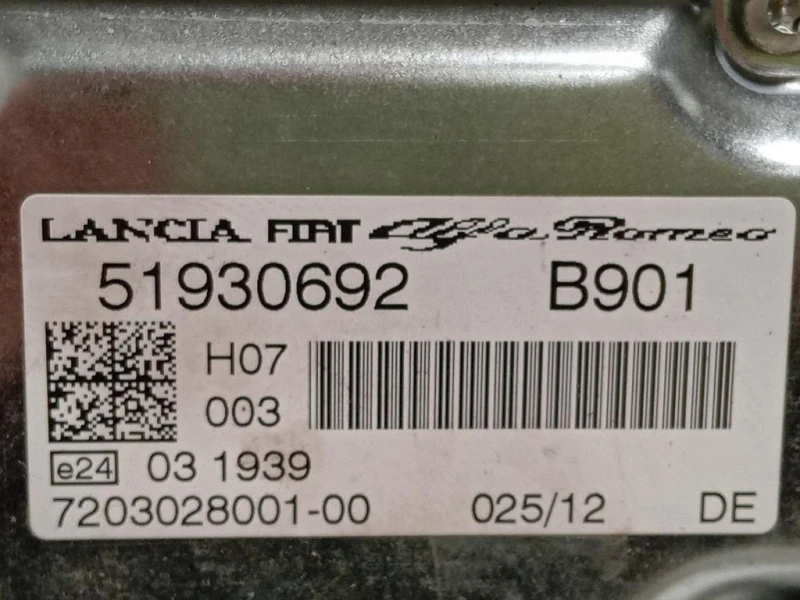 LANCIA FIAT Alfa Romeo
51930692 B901
H07
003
e24 03 1939
7203028001-00 025/12 DE